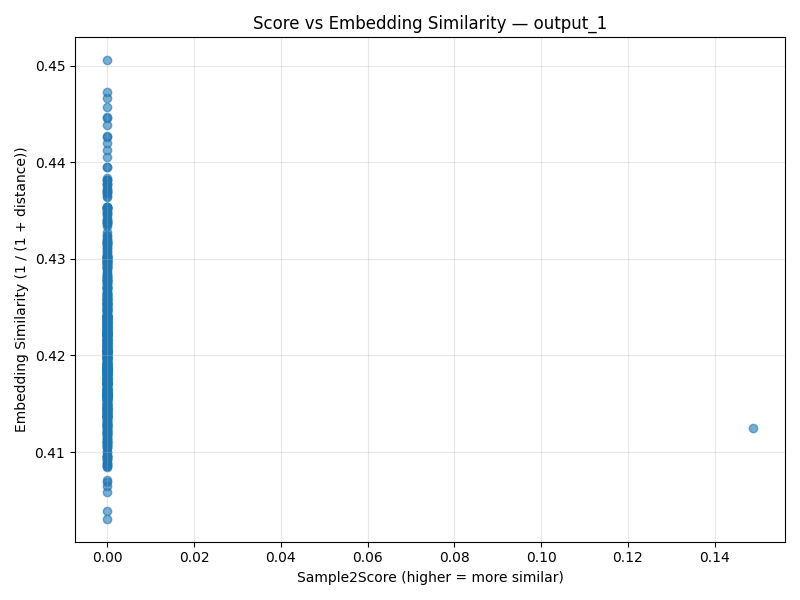 Score vs Embedding Similarity — output_1
Embedding Similarity (1 / (1 + distance))
0.45
0.44
0.43
0.42
0.41
0.00 0.02 0.04 0.06 0.08 0.10 0.12 0.14
Sample2Score (higher = more similar)